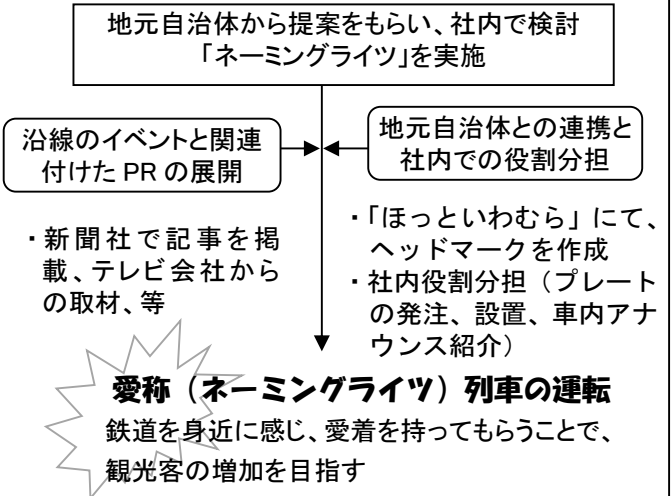 地元自治体から提案をもらい、社内で検討
「ネーミングライツ」を実施
沿線のイベントと関連
付けた PR の展開
地元自治体との連携と
社内での役割分担
・新聞社で記事を掲
載、テレビ会社から
の取材、等
・「ほっといわむら」にて、
ヘッドマークを作成
・社内役割分担（プレート
の発注、設置、車内アナ
ウンス紹介）
愛称（ネーミングライツ）列車の運転
鉄道を身近に感じ、愛着を持ってもらうことで、
観光客の増加を目指す